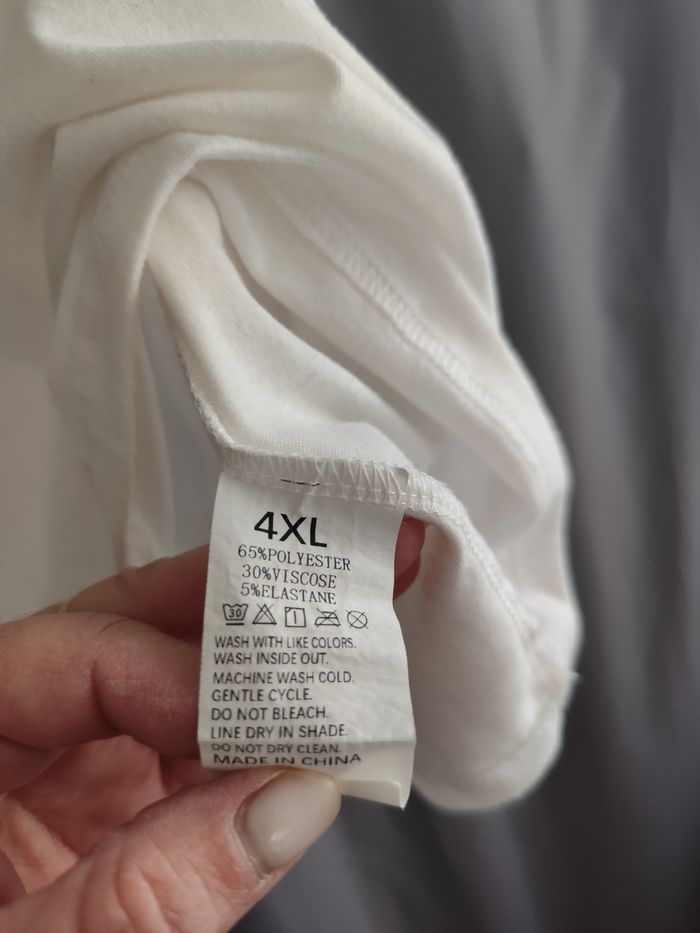 4XL
65%POLYESTER
30%VISCOSE
5%ELASTANE
30
WASH WITH LIKE COLORS.
WASH INSIDE OUT.
MACHINE WASH COLD.
GENTLE CYCLE.
DO NOT BLEACH.
LINE DRY IN SHADE.
DO NOT DRY CLEAN.
MADE IN CHINA